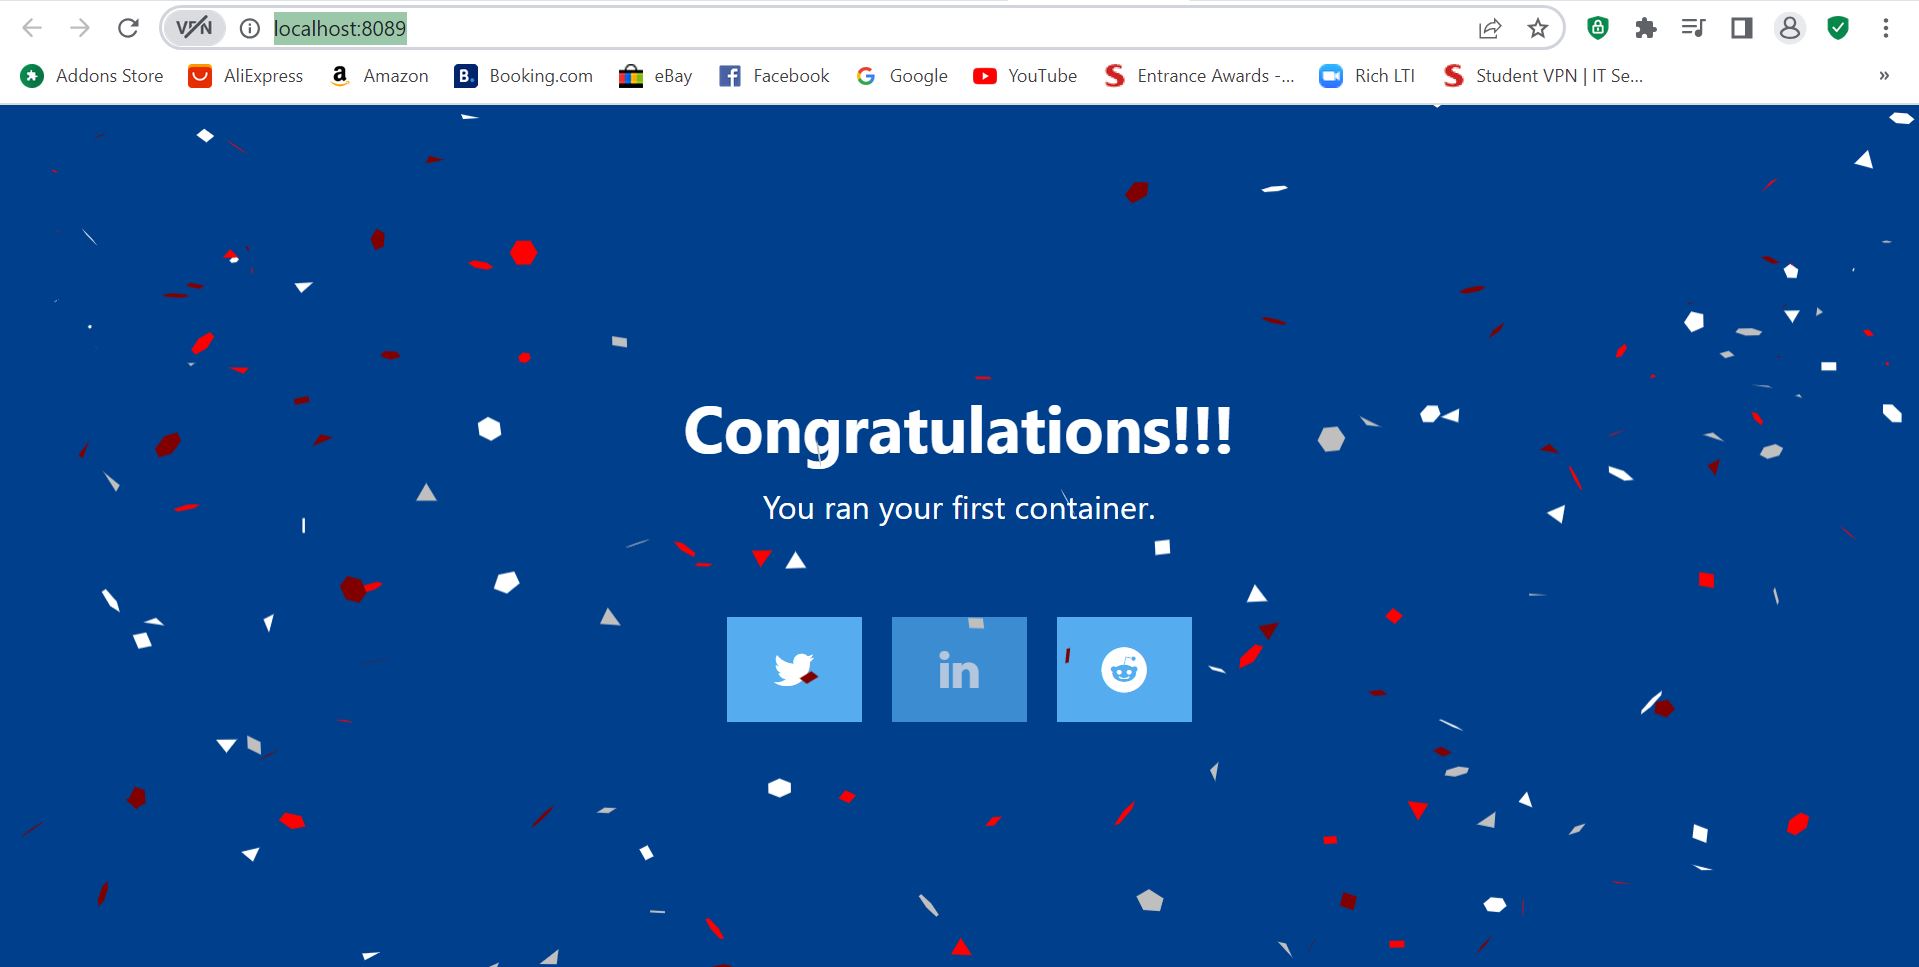 VPN localhost:8089
Addons Store AliExpress a Amazon B. Booking.com eBay Facebook G Google YouTube S Entrance Awards -... Rich LTI S Student VPN | IT Se... »
Congratulations!!!
You ran your first container.
in